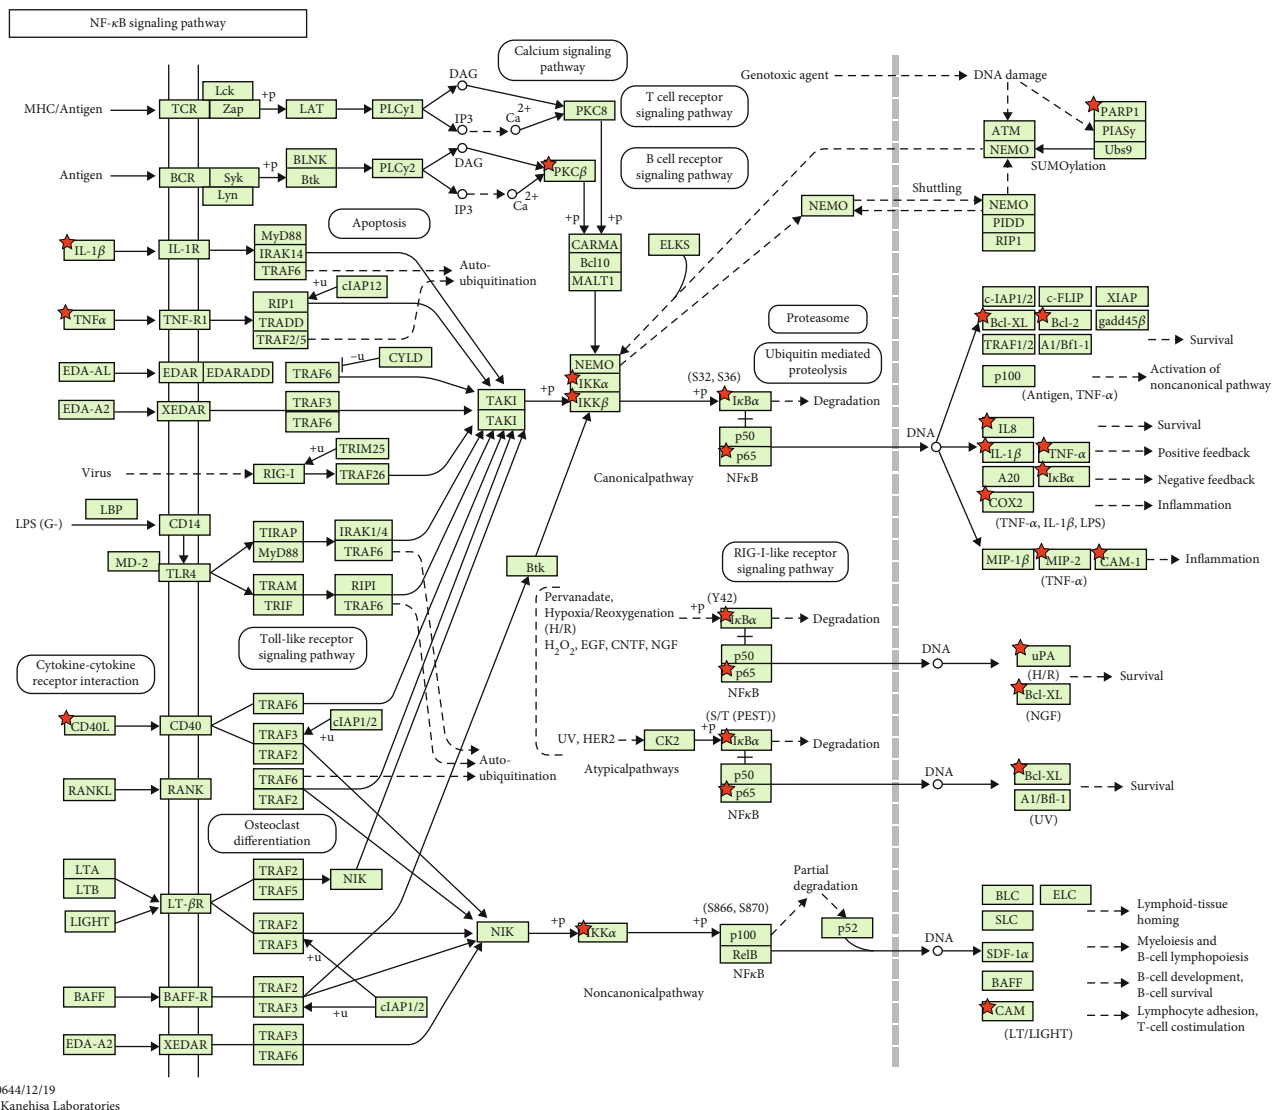 NF-κB signaling pathway
Calcium signaling
pathway
T cell receptor
signaling pathway
B cell receptor
signaling pathway
MHC/Antigen
TCR
Lck
Zap
+p
LAT
PLCy1
DAG
IP3
Ca
2+
PKC8
Antigen
BCR
Syk
Lyn
+p
BLNK
Btk
PLCy2
DAG
IP3
Ca
2+
PKCβ
+p
+p
CARMA
Bcl10
MALT1
ELKS
Genotoxic agent
DNA damage
ATM
NEMO
PARP1
PIASy
Ubs9
SUMOylation
NEMO
Shuttling
NEMO
PIDD
RIP1
Apoptosis
IL-1β
IL-1R
MyD88
IRAK14
TRAF6
Auto-
ubiquitination
TNFα
TNF-R1
RIP1
TRADD
TRAF2/5
+u
cIAP12
EDA-AL
EDAR
EDARADD
TRAF6
–u
CYLD
EDA-A2
XEDAR
TRAF3
TRAF6
Virus
RIG-I
+u
TRIM25
TRAF26
TAKI
TAKI
+p
NEMO
IKKα
IKKβ
+p
(S32, S36)
IκBα
Degradation
p50
p65
NFκB
Canonicalpathway
Proteasome
Ubiquitin mediated
proteolysis
DNA
c-IAP1/2
c-FLIP
XIAP
Bcl-XL
Bcl-2
gadd45β
TRAF1/2
A1/Bf1-1
Survival
p100
(Antigen, TNF-α)
Activation of
noncanonical pathway
IL8
Survival
IL-1β
TNF-α
Positive feedback
A20
IκBα
Negative feedback
COX2
Inflammation
(TNF-α, IL-1β, LPS)
MIP-1β
MIP-2
CAM-1
Inflammation
(TNF-α)
LPS (G-)
LBP
CD14
MD-2
TLR4
TIRAP
MyD88
IRAK1/4
TRAF6
TRAM
TRIF
RIPI
TRAF6
Toll-like receptor
signaling pathway
Btk
RIG-I-like receptor
signaling pathway
Pervanadate,
Hypoxia/Reoxygenation
(H/R)
H2O2, EGF, CNTF, NGF
+p
(Y42)
IκBα
Degradation
p50
p65
NFκB
DNA
uPA
(H/R)
Bcl-XL
(NGF)
Survival
Cytokine-cytokine
receptor interaction
CD40L
CD40
TRAF6
TRAF3
TRAF2
cIAP1/2
+u
TRAF6
TRAF2
Auto-
ubiquitination
RANKL
RANK
UV, HER2
CK2
+p
(S/T (PEST))
IκBα
Degradation
p50
p65
NFκB
Atypicalpathways
DNA
Bcl-XL
A1/Bfl-1
(UV)
Survival
Osteoclast
differentiation
LTA
LTB
LIGHT
LT-βR
TRAF2
TRAF5
NIK
TRAF2
TRAF3
+u
NIK
+p
IKKα
+p
(S866, S870)
p100
RelB
NFκB
Partial
degradation
p52
DNA
Noncanonicalpathway
BAFF
BAFF-R
TRAF2
TRAF3
+u
cIAP1/2
EDA-A2
XEDAR
TRAF3
TRAF6
BLC
ELC
SLC
Lymphoid-tissue
homing
SDF-1α
Myeloiesis and
B-cell lymphopoiesis
BAFF
B-cell development,
B-cell survival
CAM
Lymphocyte adhesion,
T-cell costimulation
(LT/LIGHT)
0644/12/19
Kanehisa Laboratories